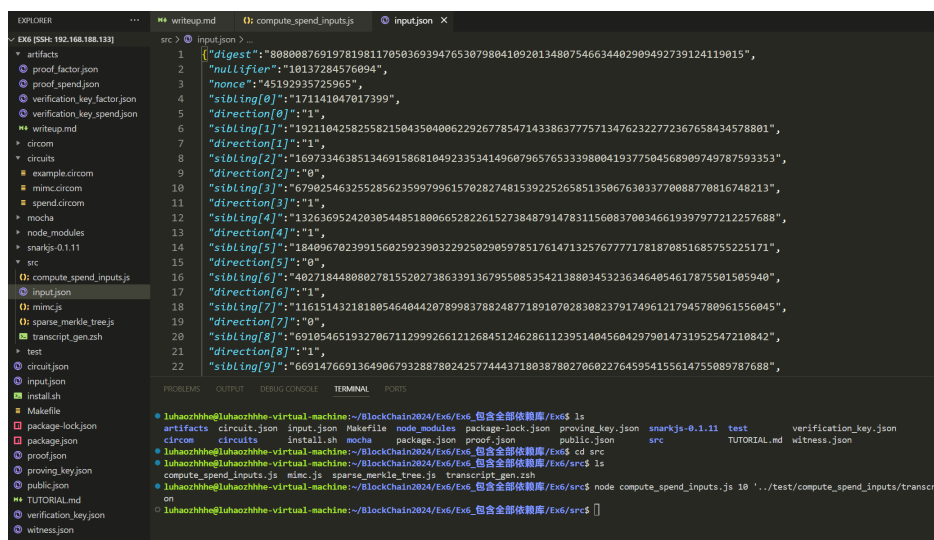 EXPLORER
writeup.md
compute_spend_inputs.js
input.json
EX6 [SSH: 192.168.188.133]
src > input.json > ...
artifacts
proof_factor.json
proof_spend.json
verification_key_factor.json
verification_key_spend.json
writeup.md
circom
circuits
example.circom
mimc.circom
spend.circom
mocha
node_modules
snarkjs-0.1.11
src
compute_spend_inputs.js
input.json
mimc.js
sparse_merkle_tree.js
transcript_gen.zsh
test
circuit.json
input.json
install.sh
Makefile
package-lock.json
package.json
proof.json
proving_key.json
public.json
TUTORIAL.md
verification_key.json
witness.json
1 {"digest":"8080087691978198117050369394765307980410920134807546634402909492739124119015",
2 "nullifier":"10137284576094",
3 "nonce":"45192935725965",
4 "sibling[0]":"171141047017399",
5 "direction[0]":"1",
6 "sibling[1]":"19211042582558215043504006229267785471433863777571347623227723676584345788​01",
7 "direction[1]":"1",
8 "sibling[2]":"16973346385134691586810492335341496079657653339800419377504568909749787593353",
9 "direction[2]":"0",
10 "sibling[3]":"6790254632552856235997996157028274815392252658513506763033770088770816748213",
11 "direction[3]":"1",
12 "sibling[4]":"13263695242030544851800665282261527384879147831156083700346619397977212257688",
13 "direction[4]":"1",
14 "sibling[5]":"18409670239915602592390322925029059785176147132576777717818708516857552​25171",
15 "direction[5]":"0",
16 "sibling[6]":"4027184480802781552027386339136795508535421388034532363464054617875501505940",
17 "direction[6]":"1",
18 "sibling[7]":"11615143218180546404420789983788248771891070283082379174961217945780961556045",
19 "direction[7]":"0",
20 "sibling[8]":"6910546519327067112999266121268451246286112395140456042979014731952547210842",
21 "direction[8]":"1",
22 "sibling[9]":"6691476691364906793288780242577444371803878027060227645954155614755089787688",
PROBLEMS OUTPUT DEBUG CONSOLE TERMINAL PORTS
luhaozhhhe@luhaozhhhe-virtual-machine:~/BlockChain2024/Ex6/Ex6_包含全部依赖库/Ex6$ ls
artifacts circuit.json input.json Makefile node_modules package-lock.json proving_key.json snarkjs-0.1.11 test verification_key.json
circom circuits install.sh mocha package.json proof.json public.json src TUTORIAL.md witness.json
luhaozhhhe@luhaozhhhe-virtual-machine:~/BlockChain2024/Ex6/Ex6_包含全部依赖库/Ex6$ cd src
luhaozhhhe@luhaozhhhe-virtual-machine:~/BlockChain2024/Ex6/Ex6_包含全部依赖库/Ex6/src$ ls
compute_spend_inputs.js mimc.js sparse_merkle_tree.js transcript_gen.zsh
luhaozhhhe@luhaozhhhe-virtual-machine:~/BlockChain2024/Ex6/Ex6_包含全部依赖库/Ex6/src$ node compute_spend_inputs.js 10 '../test/compute_spend_inputs/transcr
on
luhaozhhhe@luhaozhhhe-virtual-machine:~/BlockChain2024/Ex6/Ex6_包含全部依赖库/Ex6/src$